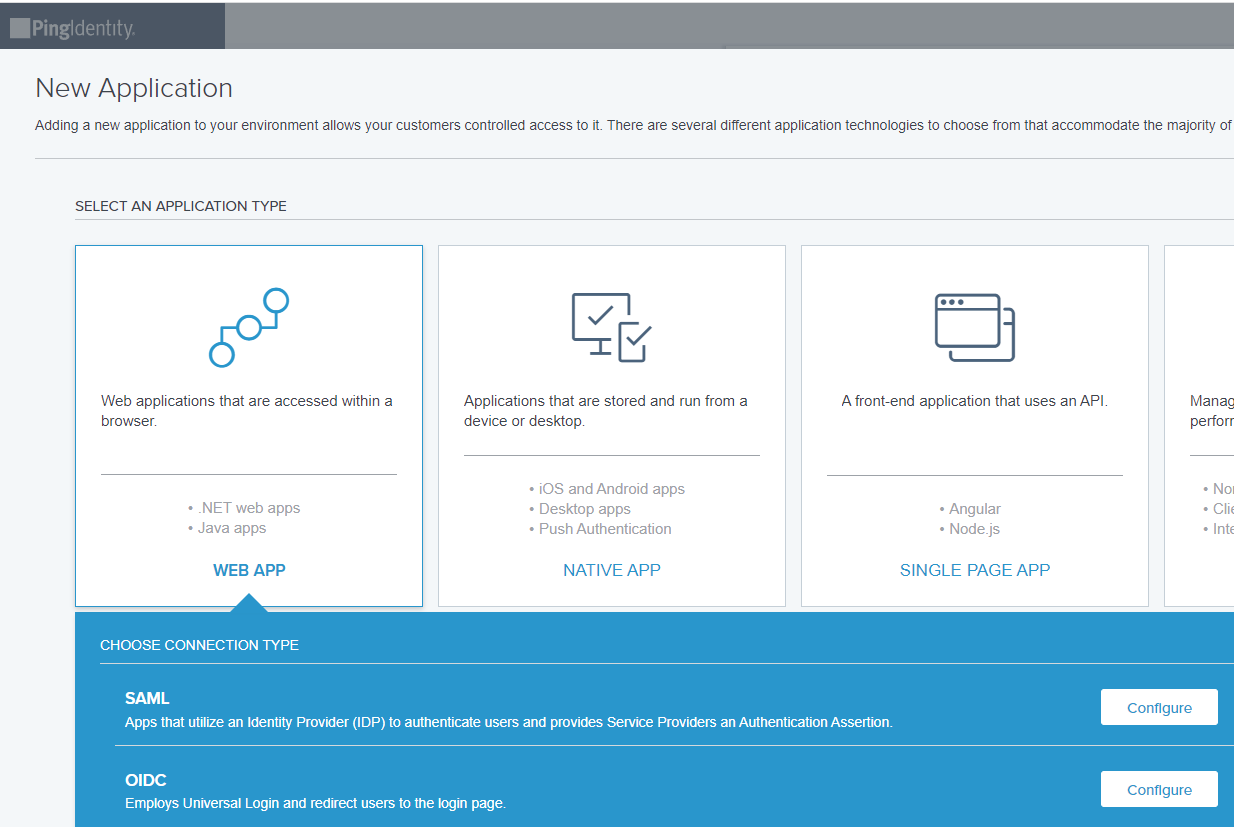 PingIdentity.
New Application
Adding a new application to your environment allows your customers controlled access to it. There are several different application technologies to choose from that accommodate the majority of
SELECT AN APPLICATION TYPE
Web applications that are accessed within a
browser.
• .NET web apps
• Java apps
WEB APP
Applications that are stored and run from a
device or desktop.
• iOS and Android apps
• Desktop apps
• Push Authentication
NATIVE APP
A front-end application that uses an API.
• Angular
• Node.js
SINGLE PAGE APP
CHOOSE CONNECTION TYPE
SAML
Apps that utilize an Identity Provider (IDP) to authenticate users and provides Service Providers an Authentication Assertion.
Configure
OIDC
Employs Universal Login and redirect users to the login page.
Configure